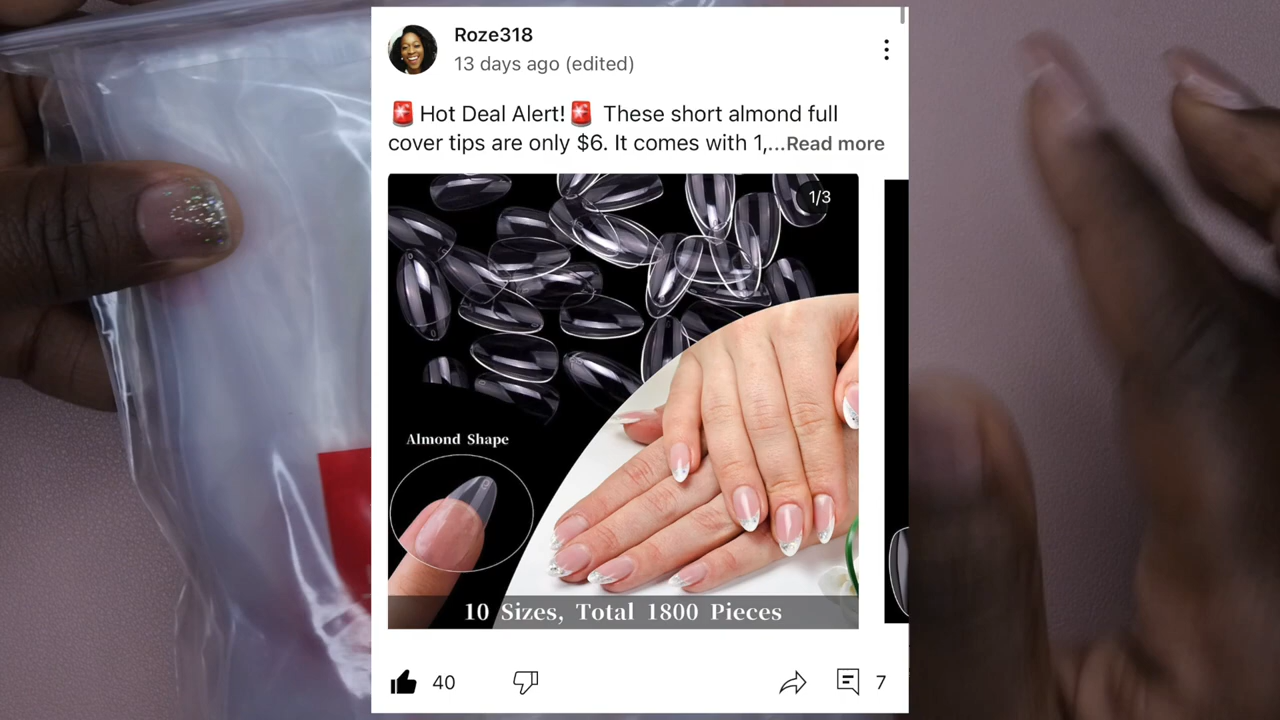 Roze318
13 days ago (edited)
🚨 Hot Deal Alert!🚨 These short almond full
cover tips are only $6. It comes with 1,...Read more
1/3
Almond Shape
10 Sizes, Total 1800 Pieces
40
7